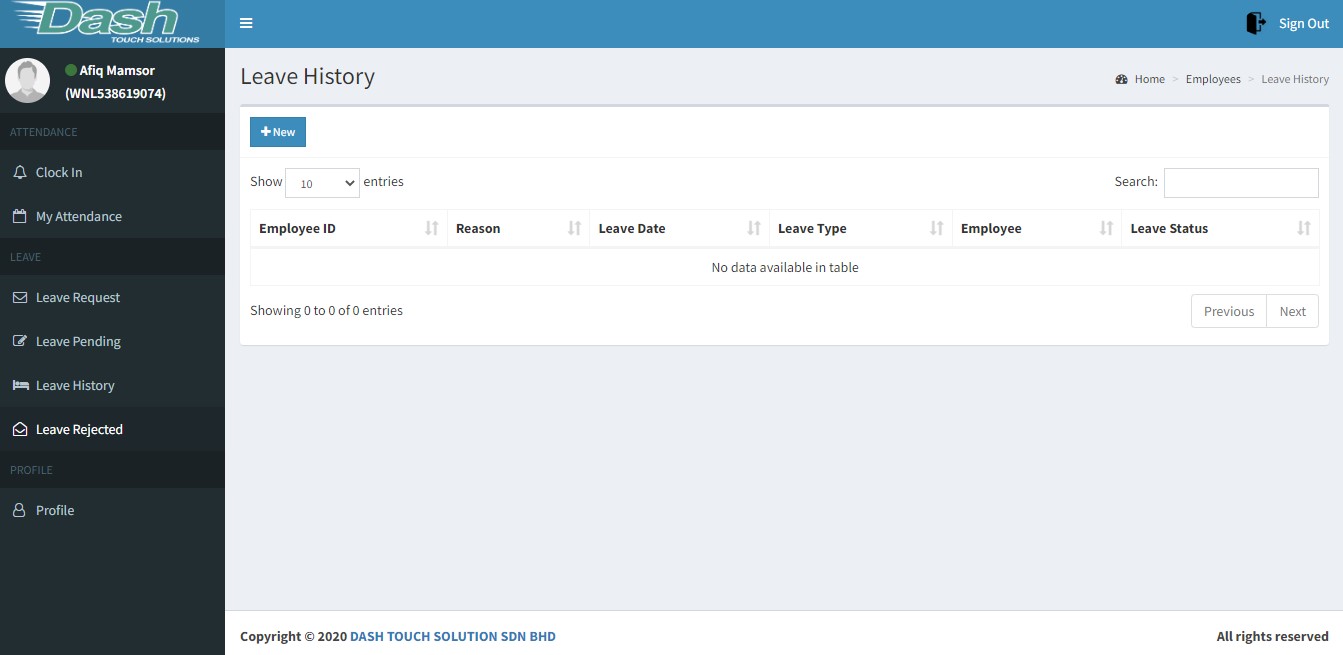 Dash
TOUCH SOLUTIONS
Sign Out
Afiq Mamsor
(WNL538619074)
ATTENDANCE
Clock In
My Attendance
LEAVE
Leave Request
Leave Pending
Leave History
Leave Rejected
PROFILE
Profile
Leave History
Home > Employees > Leave History
New
Show 10 entries
Search:
Employee ID Reason Leave Date Leave Type Employee Leave Status
No data available in table
Showing 0 to 0 of 0 entries
Previous Next
Copyright © 2020 DASH TOUCH SOLUTION SDN BHD
All rights reserved